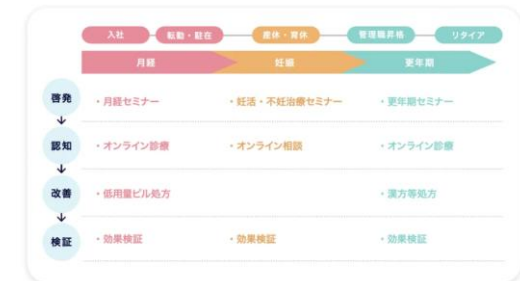 入社 転勤・駐在 産休・育休 管理職昇格 リタイア
月経 妊娠 更年期
啓発 ・月経セミナー ・妊活・不妊治療セミナー ・更年期セミナー
↓
認知 ・オンライン診療 ・オンライン相談 ・オンライン診療
↓
改善 ・低用量ピル処方 ・漢方等処方
↓
検証 ・効果検証 ・効果検証 ・効果検証